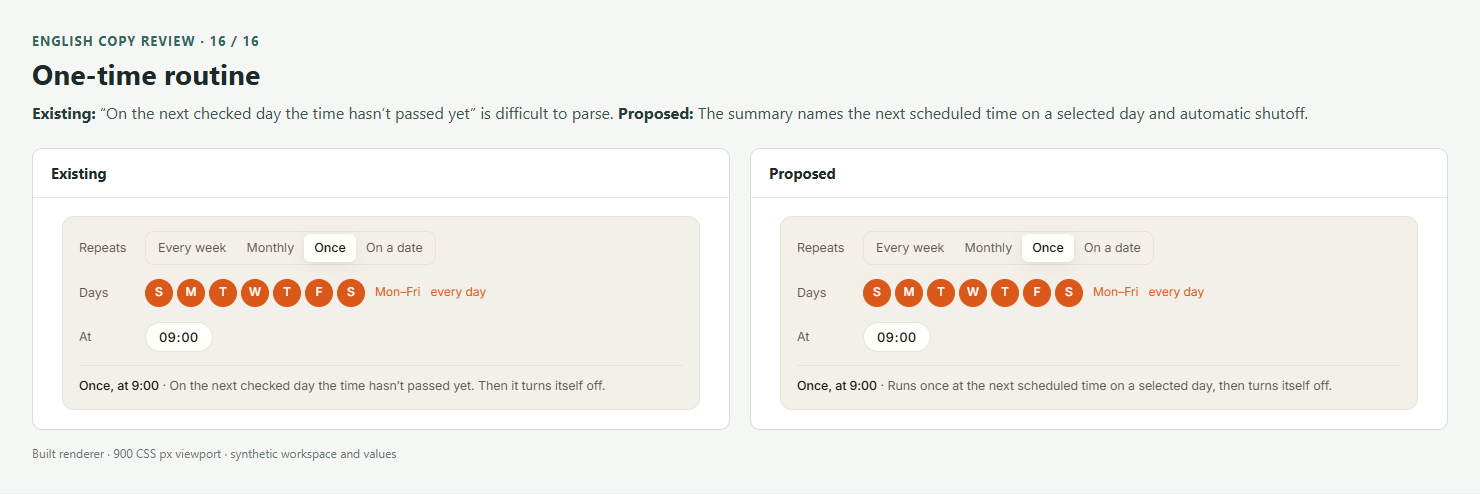 ENGLISH COPY REVIEW · 16 / 16
One-time routine
Existing: “On the next checked day the time hasn’t passed yet” is difficult to parse. Proposed: The summary names the next scheduled time on a selected day and automatic shutoff.
Existing
Repeats Every week Monthly Once On a date
Days S M T W T F S Mon–Fri every day
At 09:00
Once, at 9:00 · On the next checked day the time hasn’t passed yet. Then it turns itself off.
Proposed
Repeats Every week Monthly Once On a date
Days S M T W T F S Mon–Fri every day
At 09:00
Once, at 9:00 · Runs once at the next scheduled time on a selected day, then turns itself off.
Built renderer · 900 CSS px viewport · synthetic workspace and values